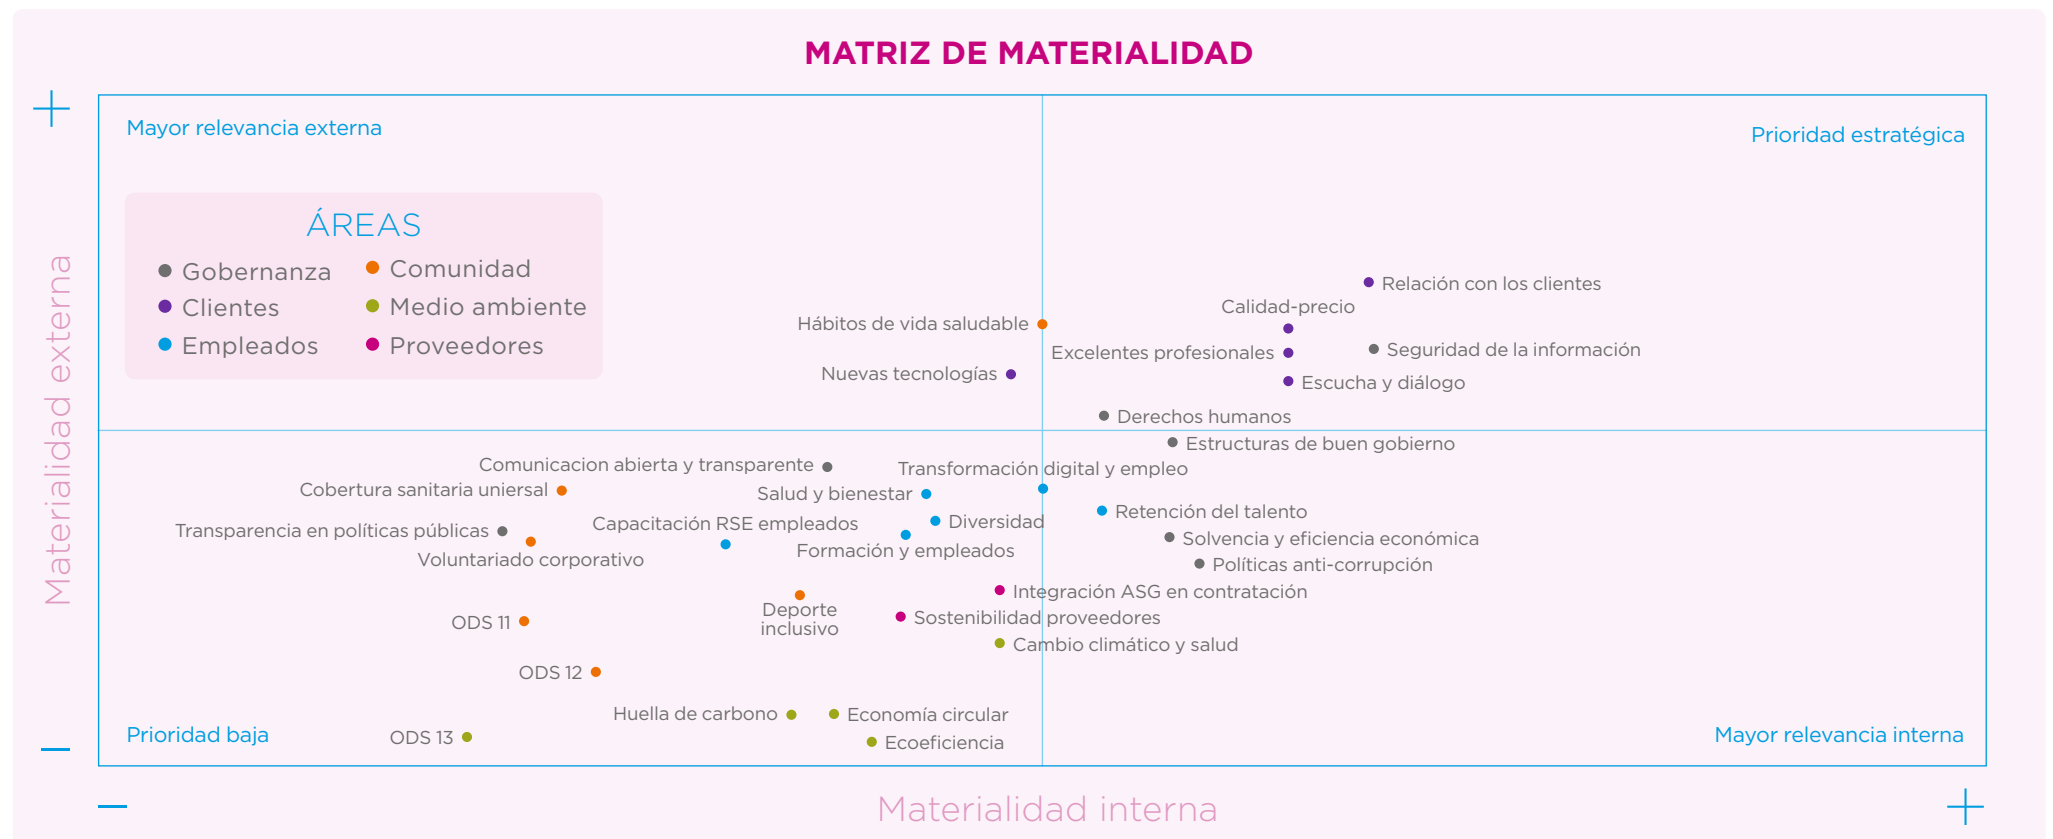 MATRIZ DE MATERIALIDAD
Mayor relevancia externa
Prioridad estratégica
Materialidad externa
ÁREAS
Gobernanza
Comunidad
Clientes
Medio ambiente
Empleados
Proveedores
Relación con los clientes
Calidad-precio
Hábitos de vida saludable
Excelentes profesionales
Seguridad de la información
Nuevas tecnologías
Escucha y diálogo
Derechos humanos
Estructuras de buen gobierno
Comunicacion abierta y transparente
Transformación digital y empleo
Cobertura sanitaria uniersal
Salud y bienestar
Retención del talento
Capacitación RSE empleados
Diversidad
Transparencia en políticas públicas
Solvencia y eficiencia económica
Formación y empleados
Voluntariado corporativo
Políticas anti-corrupción
Integración ASG en contratación
Deporte
inclusivo
Sostenibilidad proveedores
ODS 11
Cambio climático y salud
ODS 12
Huella de carbono
Economía circular
Prioridad baja
ODS 13
Ecoeficiencia
Mayor relevancia interna
Materialidad interna